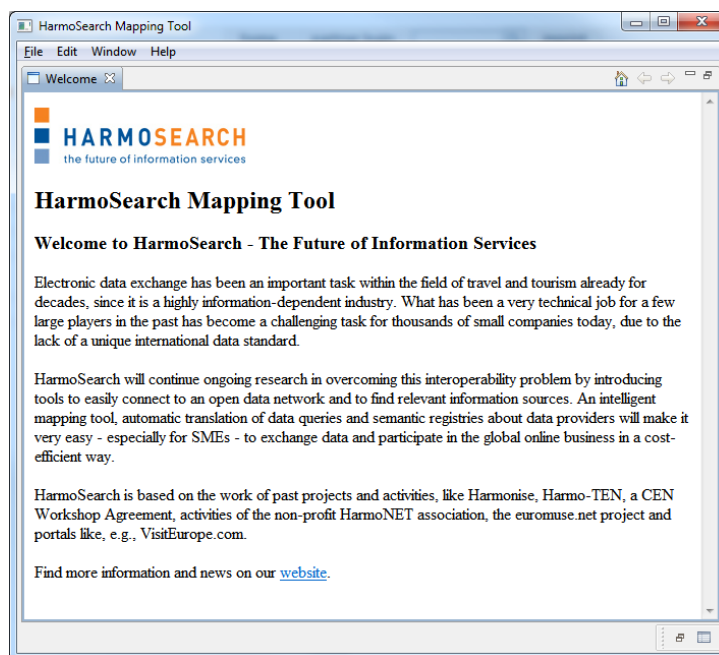 HarmoSearch Mapping Tool
File Edit Window Help
Welcome
HARMOSEARCH
the future of information services
HarmoSearch Mapping Tool
Welcome to HarmoSearch - The Future of Information Services
Electronic data exchange has been an important task within the field of travel and tourism already for
decades, since it is a highly information-dependent industry. What has been a very technical job for a few
large players in the past has become a challenging task for thousands of small companies today, due to the
lack of a unique international data standard.
HarmoSearch will continue ongoing research in overcoming this interoperability problem by introducing
tools to easily connect to an open data network and to find relevant information sources. An intelligent
mapping tool, automatic translation of data queries and semantic registries about data providers will make it
very easy - especially for SMEs - to exchange data and participate in the global online business in a cost-
efficient way.
HarmoSearch is based on the work of past projects and activities, like Harmonise, Harmo-TEN, a CEN
Workshop Agreement, activities of the non-profit HarmoNET association, the euromuse.net project and
portals like, e.g., VisitEurope.com.
Find more information and news on our website.